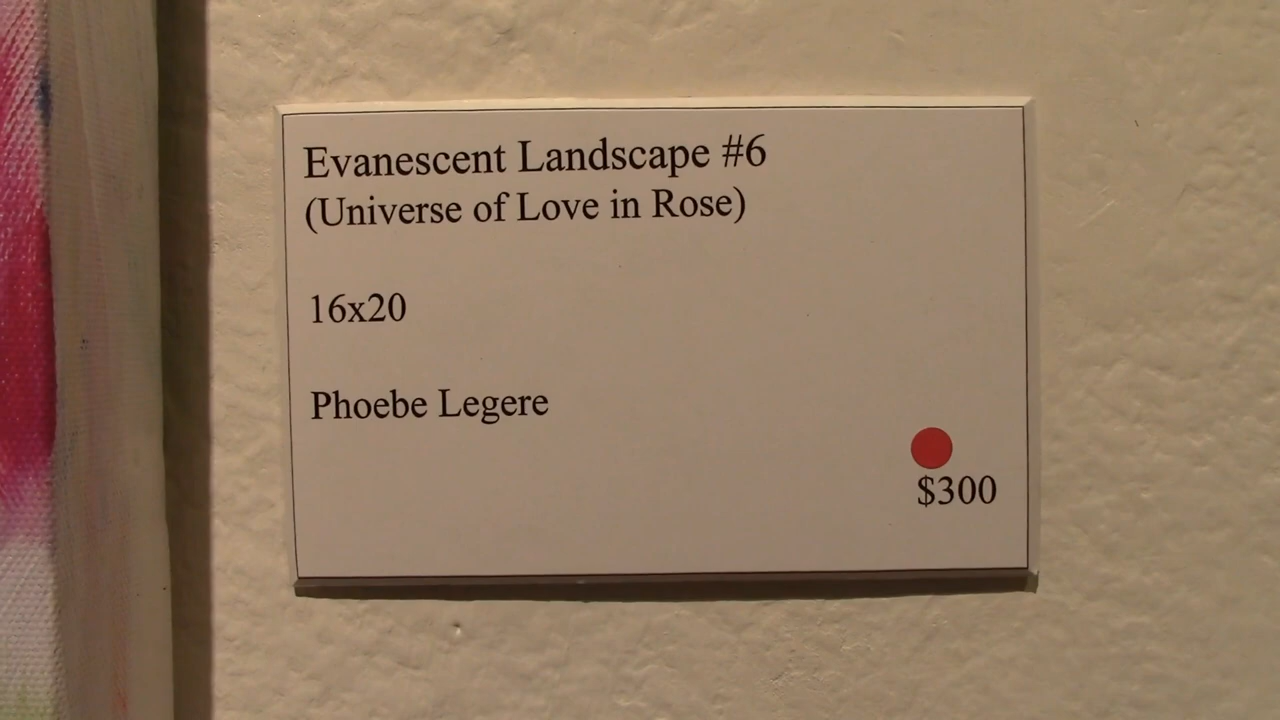 Evanescent Landscape #6
(Universe of Love in Rose)
16x20
Phoebe Legere
$300